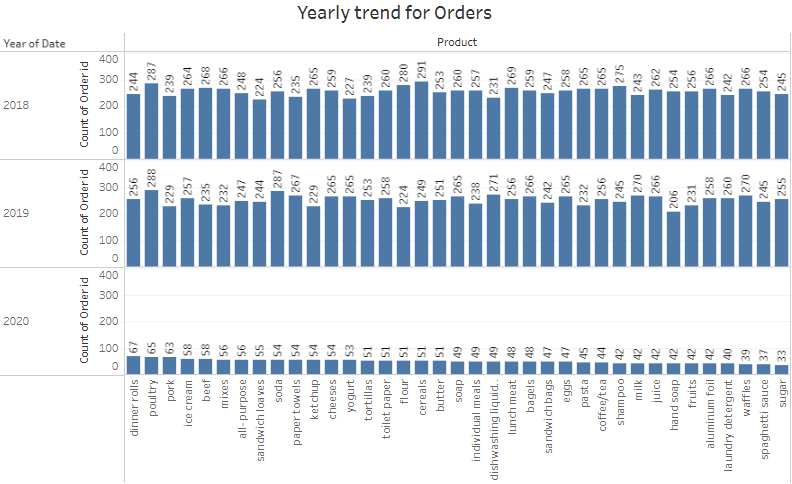 Yearly trend for Orders
Year of Date
Product
2018
Count of Order id
400
300
200
100
0
244 287 239 264 268 266 248 224 256 235 265 259 227 239 260 280 291 253 260 257 231 269 259 247 258 265 265 275 243 262 254 256 266 242 266 254 245
2019
Count of Order id
400
300
200
100
0
256 288 229 257 235 232 247 244 287 267 229 265 265 253 258 224 249 251 265 238 271 256 266 242 265 232 256 245 270 266 206 231 258 260 270 245 255
2020
Count of Order id
400
300
200
100
0
67 65 63 58 58 56 56 55 54 54 54 54 53 51 51 51 51 51 49 49 49 48 48 47 47 45 44 42 42 42 42 42 42 40 39 37 33
dinner rolls
poultry
pork
ice cream
beef
mixes
all- purpose
sandwich loaves
soda
paper towels
ketchup
cheeses
yogurt
tortillas
toilet paper
flour
cereals
butter
soap
individual meals
dishwashing liquid..
lunch meat
bagels
sandwich bags
eggs
pasta
coffee/tea
shampoo
milk
juice
hand soap
fruits
aluminum foil
laundry detergent
waffles
spaghetti sauce
sugar